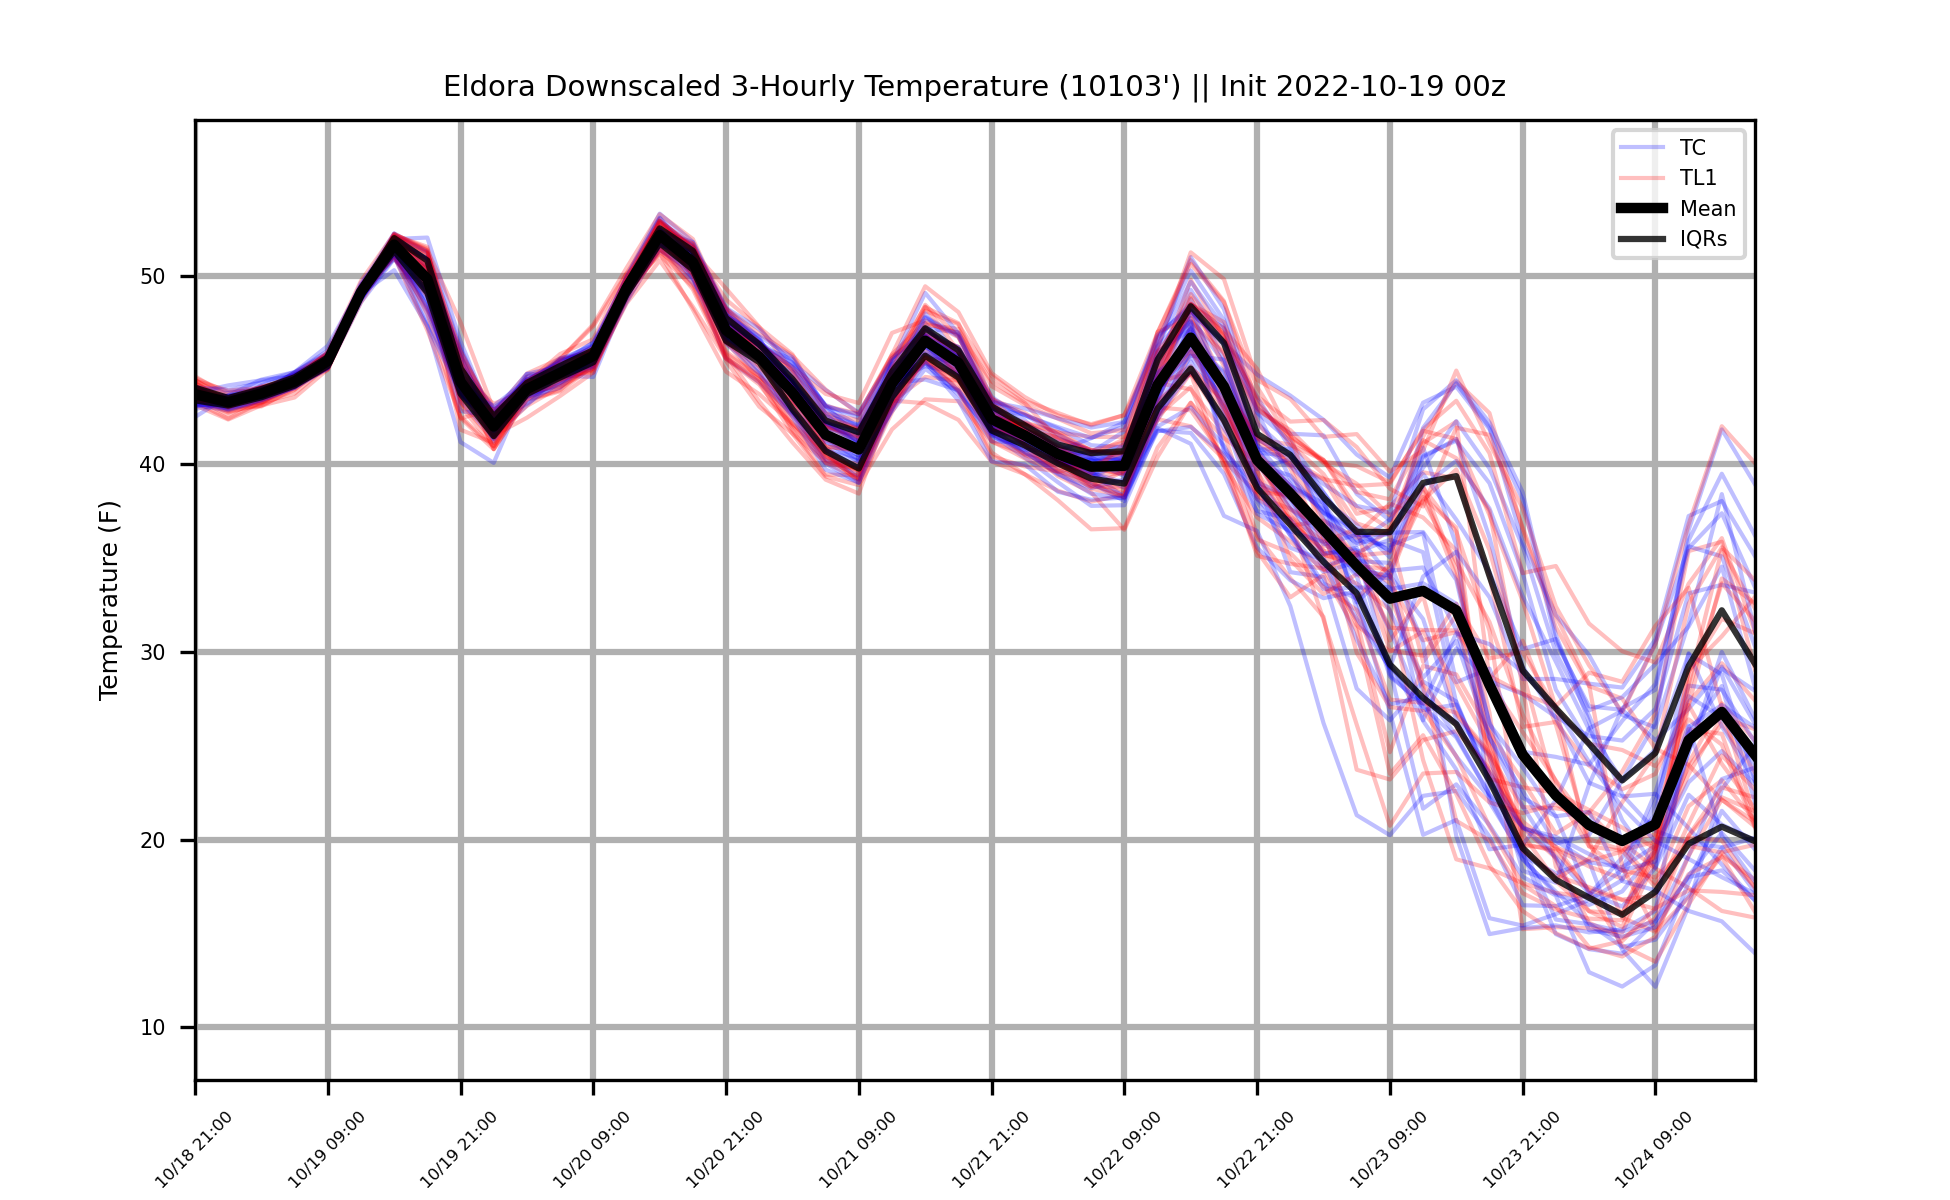 Eldora Downscaled 3-Hourly Temperature (10103') || Init 2022-10-19 00z
TC
TL1
Mean
IQRs
Temperature (F)
50
40
30
20
10
10/18 21:00
10/19 09:00
10/19 21:00
10/20 09:00
10/20 21:00
10/21 09:00
10/21 21:00
10/22 09:00
10/22 21:00
10/23 09:00
10/23 21:00
10/24 09:00